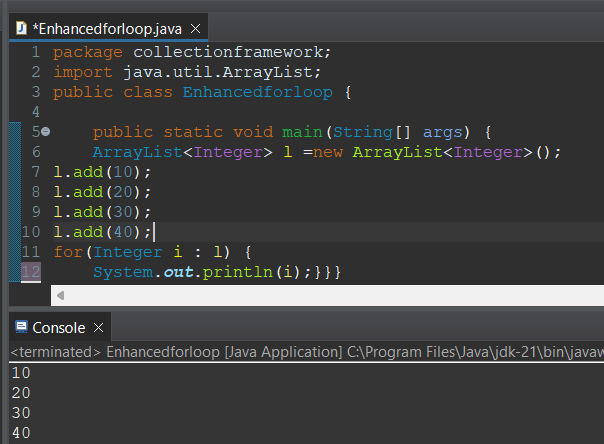 *Enhancedforloop.java ×
1 package collectionframework;
2 import java.util.ArrayList;
3 public class Enhancedforloop {
4
5 public static void main(String[] args) {
6 ArrayList<Integer> l =new ArrayList<Integer>();
7 l.add(10);
8 l.add(20);
9 l.add(30);
10 l.add(40);
11 for(Integer i : l) {
12 System.out.println(i);}}}
Console ×
<terminated> Enhancedforloop [Java Application] C:\Program Files\Java\jdk-21\bin\javaw
10
20
30
40